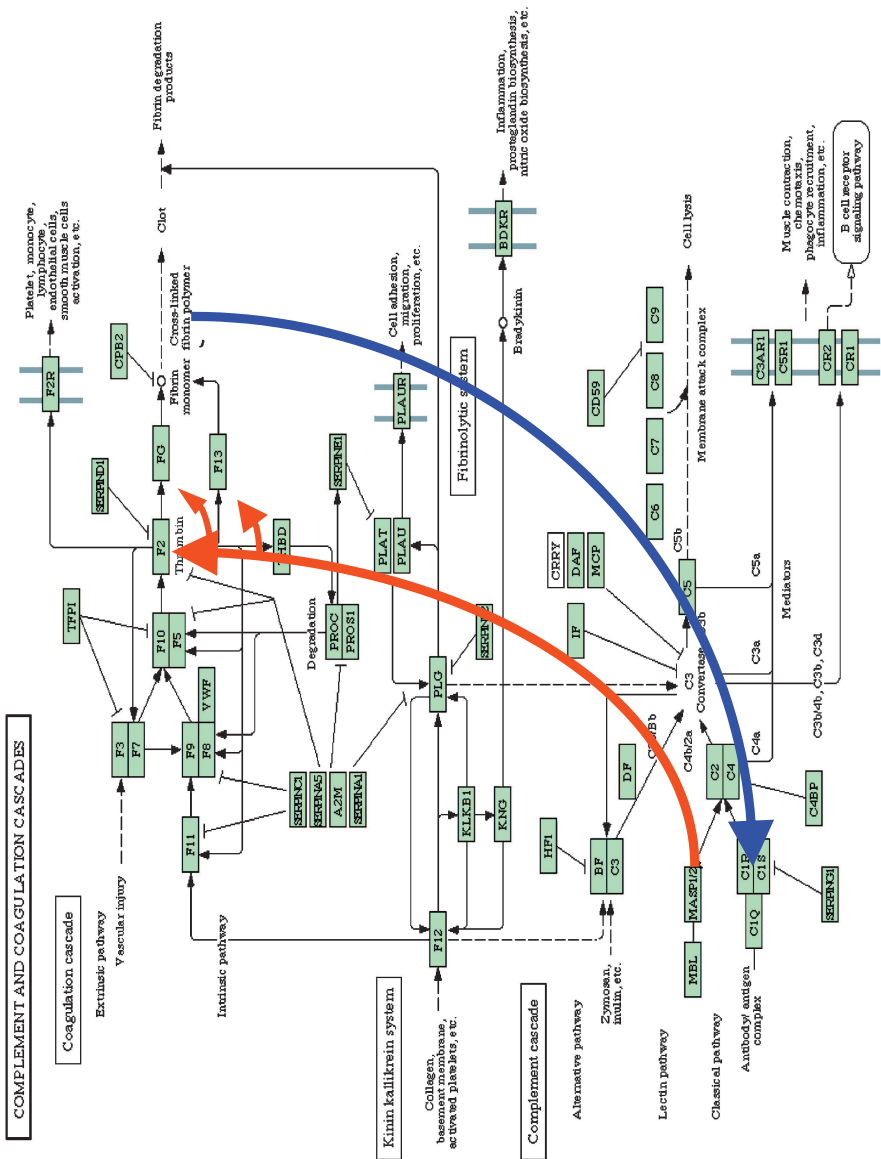 COMPLEMENT AND COAGULATION CASCADES
Coagulation cascade
Extrinsic pathway
Vascular injury
F3
F7
TFPI
F10
F5
F2
Thrombin
SERPIND1
F2R
Platelet, monocyte,
lymphocyte,
endothelial cells,
smooth muscle cells
activation, etc.
FG
CPB2
Fibrin
monomer
Cross-linked
fibrin polymer
Clot
Fibrin degradation
products
F13
Intrinsic pathway
F11
F9
F8
VWF
SERPINC1
SERPINA5
A2M
SERPINA1
Degradation
PROC
PROS1
THBD
SERPINE1
PLAT
PLAU
PLAUR
Cell adhesion,
migration,
proliferation, etc.
Fibrinolytic system
PLG
Kinin kallikrein system
Collagen,
basement membrane,
activated platelets, etc.
F12
KLKB1
KNG
Bradykinin
BDKR
Inflammation,
prostaglandin biosynthesis,
nitric oxide biosynthesis, etc.
Complement cascade
Alternative pathway
Zymosan,
inulin, etc.
HF1
BF
C3
DF
IF
CRRY
DAF
MCP
C3
Convertase
C5
C5b
C6
C7
C8
C9
CD59
Membrane attack complex
Cell lysis
Lectin pathway
MBL
MASP1/2
C4b/2a
C2
C4
C4a
C3a
C5a
Mediators
C3b/4b, C3b, C3d
C3AR1
C5R1
CR2
CR1
Muscle contraction,
chemotaxis,
phagocyte recruitment,
inflammation, etc.
B cell receptor
signaling pathway
Classical pathway
Antibody/antigen
complex
C1Q
C1R
C1S
SERPING1
C4BP